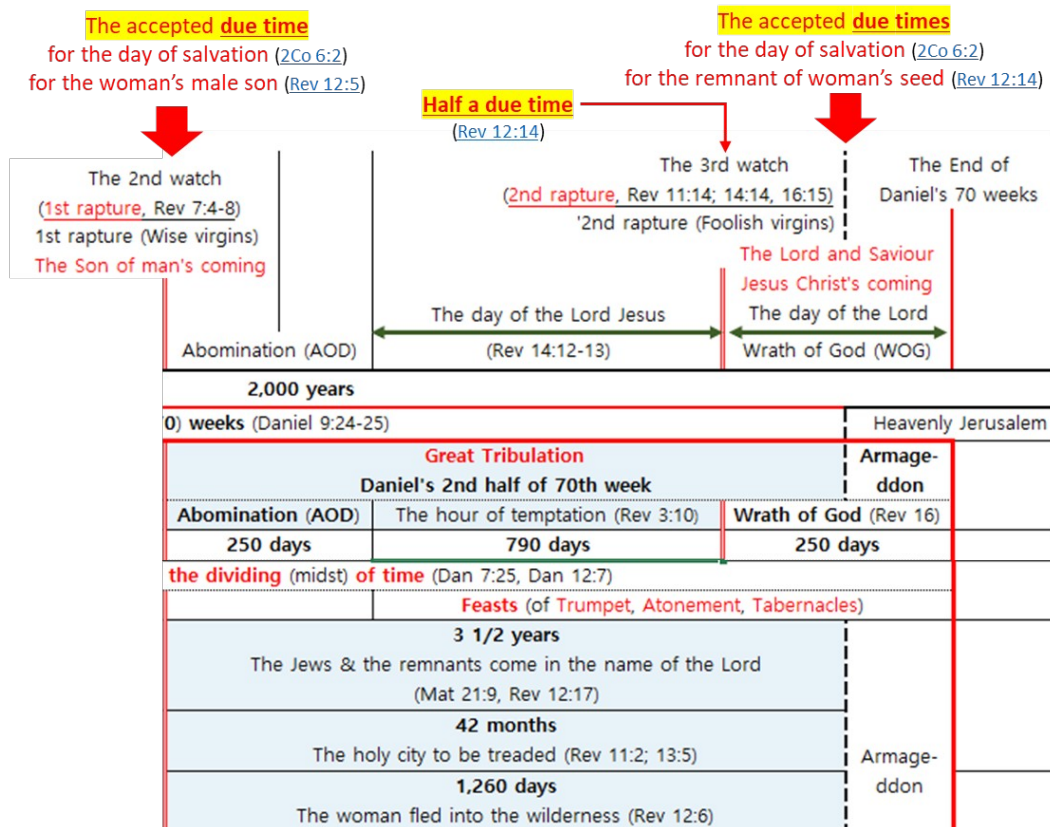 The accepted due time
for the day of salvation (2Co 6:2)
for the woman's male son (Rev 12:5)
The accepted due times
for the day of salvation (2Co 6:2)
for the remnant of woman's seed (Rev 12:14)
Half a due time
(Rev 12:14)
The 2nd watch
(1st rapture, Rev 7:4-8)
1st rapture (Wise virgins)
The Son of man's coming
The 3rd watch
(2nd rapture, Rev 11:14; 14:14, 16:15)
'2nd rapture (Foolish virgins)
The End of
Daniel's 70 weeks
The Lord and Saviour
Jesus Christ's coming
The day of the Lord Jesus
The day of the Lord
Abomination (AOD)
(Rev 14:12-13)
Wrath of God (WOG)
2,000 years
0) weeks (Daniel 9:24-25)
Heavenly Jerusalem
Great Tribulation
Daniel's 2nd half of 70th week
Armage-
ddon
Abomination (AOD)
The hour of temptation (Rev 3:10)
Wrath of God (Rev 16)
250 days
790 days
250 days
the dividing (midst) of time (Dan 7:25, Dan 12:7)
Feasts (of Trumpet, Atonement, Tabernacles)
3 1/2 years
The Jews & the remnants come in the name of the Lord
(Mat 21:9, Rev 12:17)
42 months
The holy city to be treaded (Rev 11:2; 13:5)
1,260 days
The woman fled into the wilderness (Rev 12:6)
Armage-
ddon